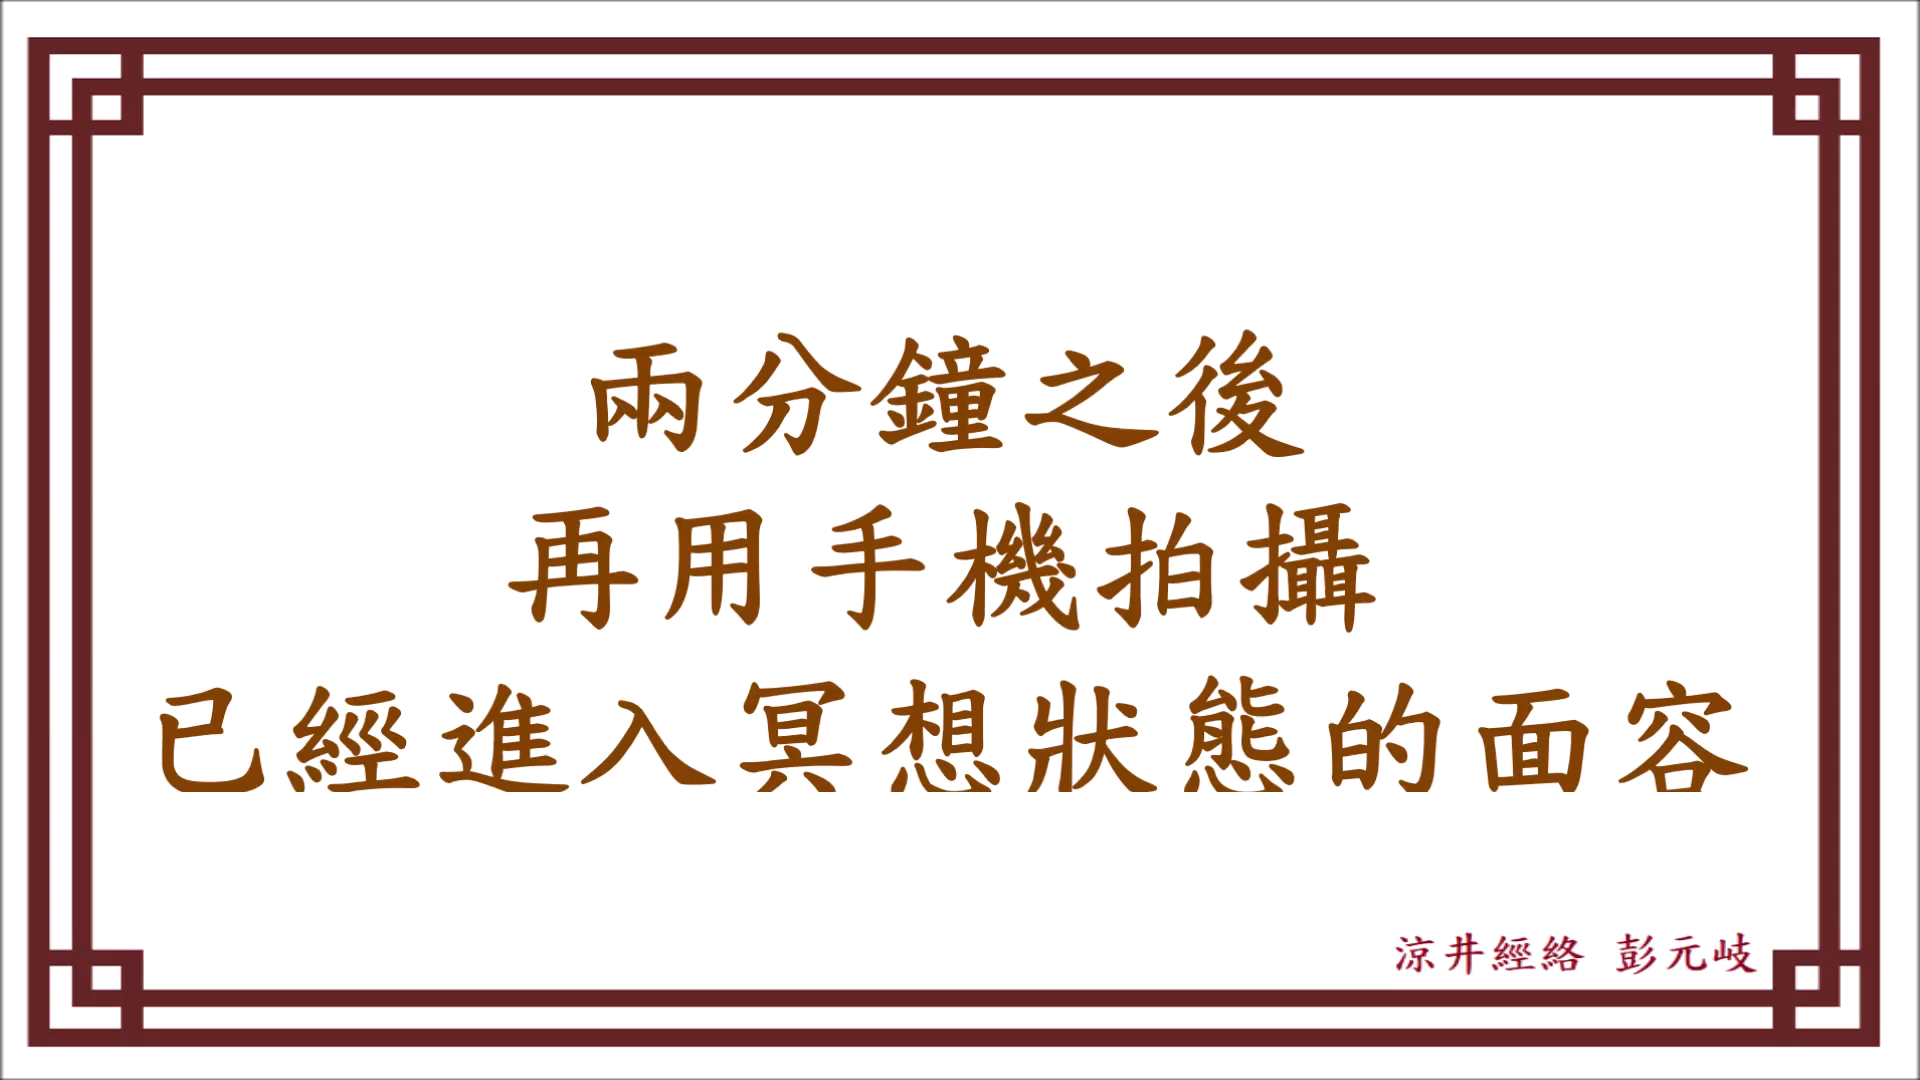 兩分鐘之後
再用手機拍攝
已經進入冥想狀態的面容
涼井經絡 彭元岐